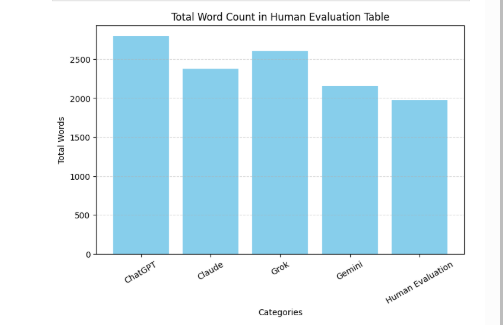 Total Word Count in Human Evaluation Table
Total Words
2500
2000
1500
1000
500
0
ChatGPT
Claude
Grok
Gemini
Human Evaluation
Categories